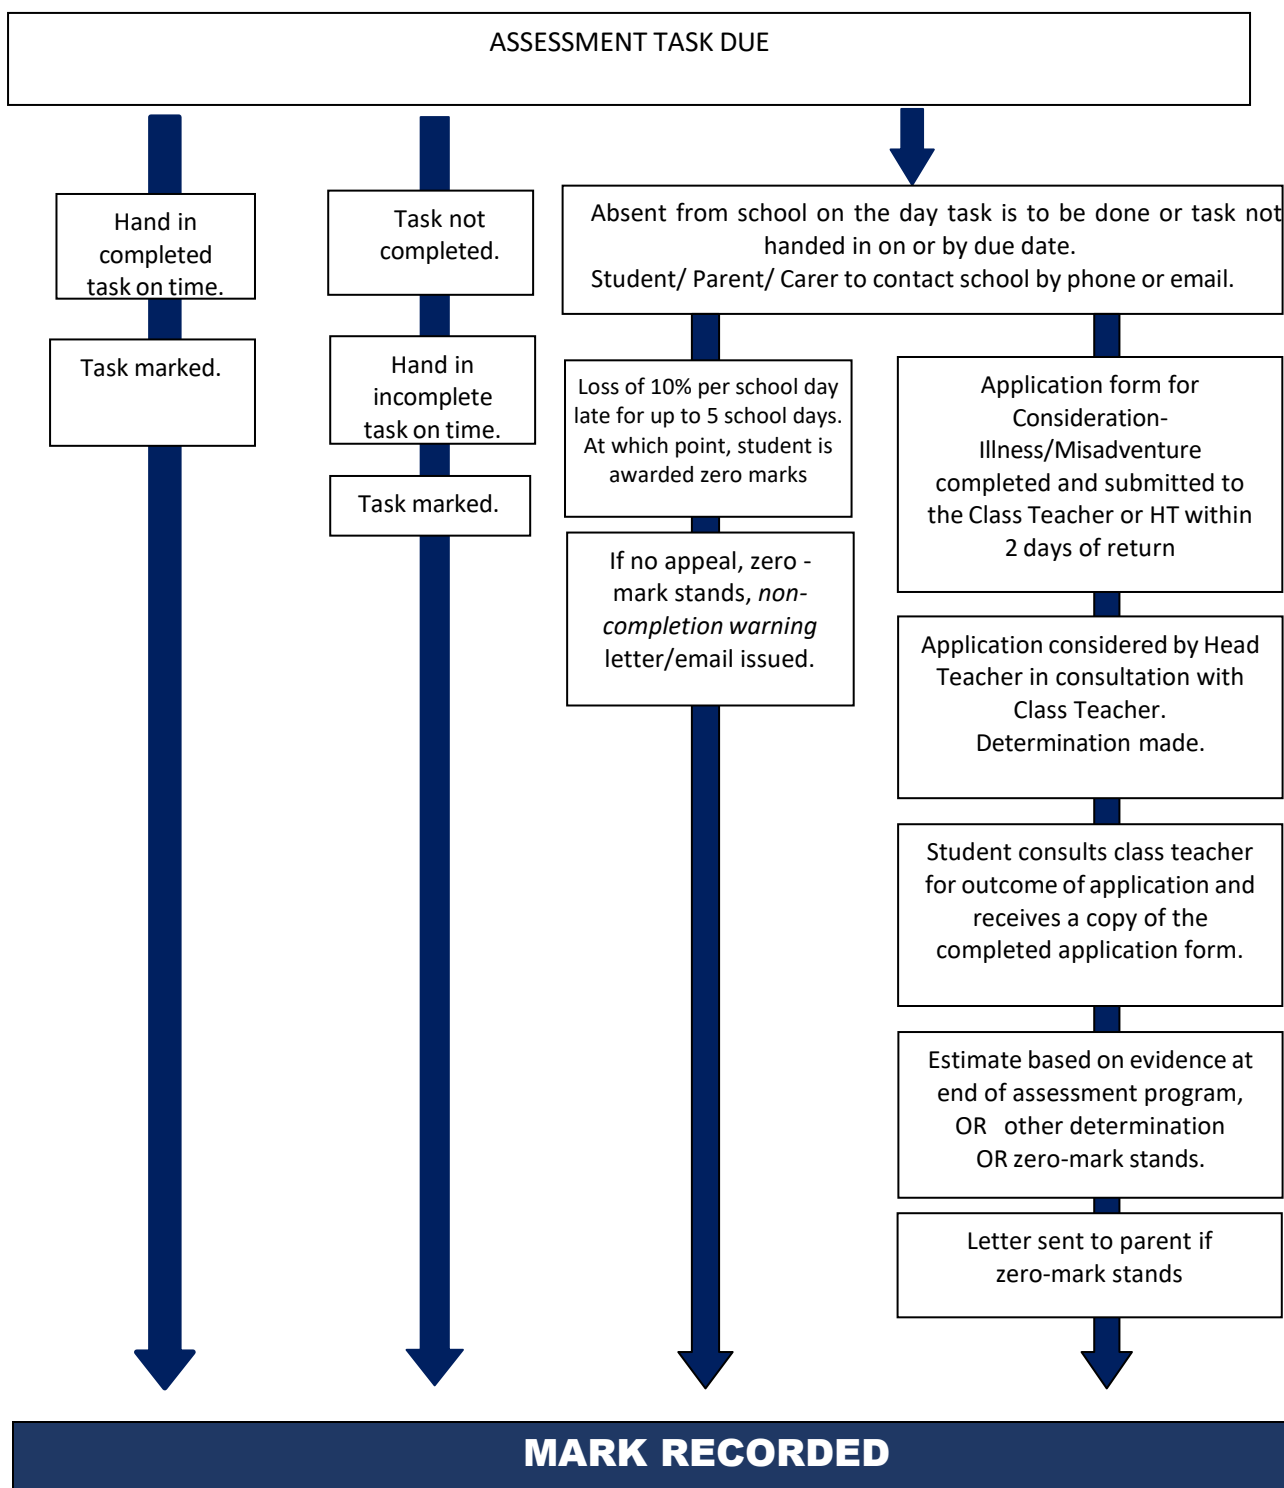 ASSESSMENT TASK DUE
Hand in
completed
task on time.
Task marked.
Task not
completed.
Hand in
incomplete
task on time.
Task marked.
Absent from school on the day task is to be done or task not
handed in on or by due date.
Student/ Parent/ Carer to contact school by phone or email.
Loss of 10% per school day
late for up to 5 school days.
At which point, student is
awarded zero marks
If no appeal, zero -
mark stands, non-
completion warning
letter/email issued.
Application form for
Consideration-
Illness/Misadventure
completed and submitted to
the Class Teacher or HT within
2 days of return
Application considered by Head
Teacher in consultation with
Class Teacher.
Determination made.
Student consults class teacher
for outcome of application and
receives a copy of the
completed application form.
Estimate based on evidence at
end of assessment program,
OR other determination
OR zero-mark stands.
Letter sent to parent if
zero-mark stands
MARK RECORDED